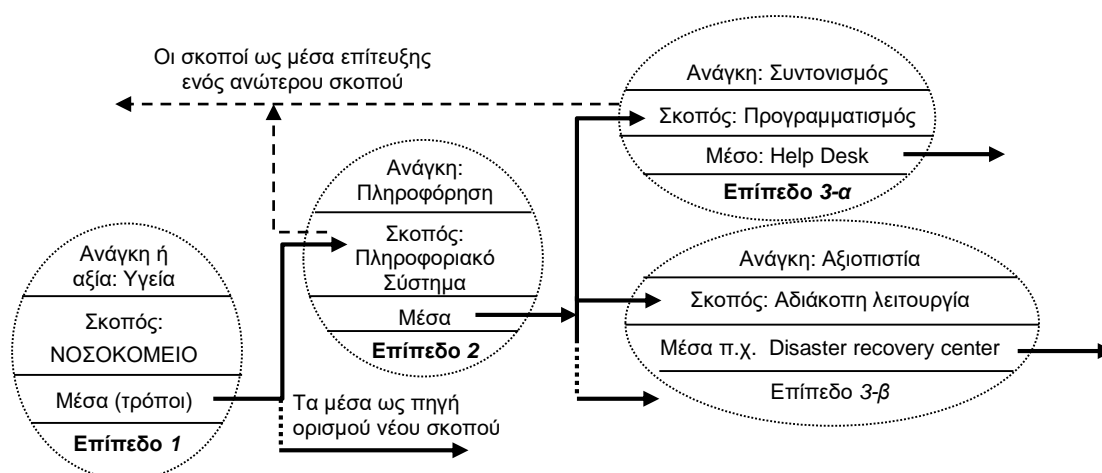 Οι σκοποί ως μέσα επίτευξης
ενός ανώτερου σκοπού
Ανάγκη: Συντονισμός
Σκοπός: Προγραμματισμός
Μέσο: Help Desk
Επίπεδο 3-α
Ανάγκη:
Πληροφόρηση
Σκοπός:
Πληροφοριακό
Σύστημα
Μέσα
Επίπεδο 2
Ανάγκη ή
αξία: Υγεία
Σκοπός:
ΝΟΣΟΚΟΜΕΙΟ
Μέσα (τρόποι)
Επίπεδο 1
Τα μέσα ως πηγή
ορισμού νέου σκοπού
Ανάγκη: Αξιοπιστία
Σκοπός: Αδιάκοπη λειτουργία
Μέσα π.χ. Disaster recovery center
Επίπεδο 3-β